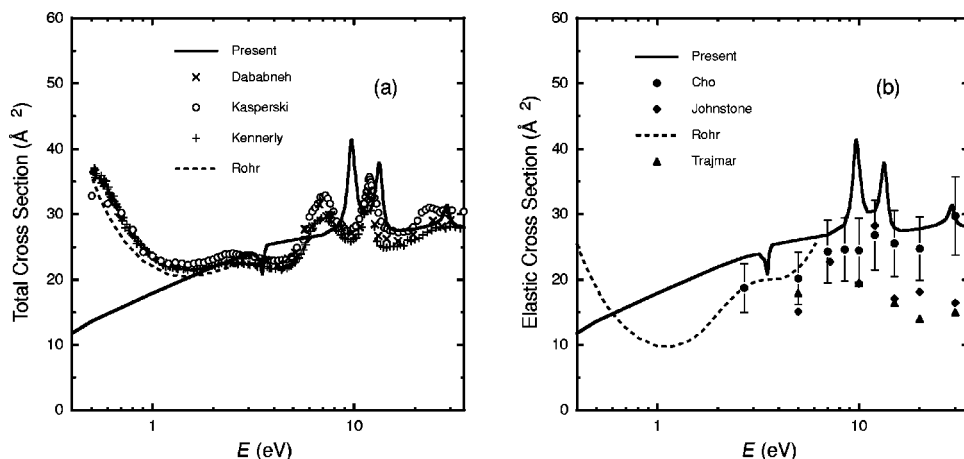 60
50
40
30
20
10
0
Total Cross Section (Å ²)
Present
Dababneh
Kasperski
Kennerly
Rohr
(a)
1
10
E (eV)
60
50
40
30
20
10
0
Elastic Cross Section (Å ²)
Present
Cho
Johnstone
Rohr
Trajmar
(b)
1
10
E (eV)